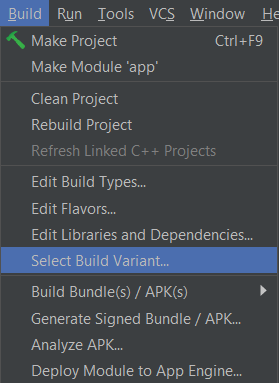 Build Run Tools VCS Window He
Make Project Ctrl+F9
Make Module 'app'
Clean Project
Rebuild Project
Refresh Linked C++ Projects
Edit Build Types...
Edit Flavors...
Edit Libraries and Dependencies...
Select Build Variant...
Build Bundle(s) / APK(s)
Generate Signed Bundle / APK...
Analyze APK...
Deploy Module to App Engine...